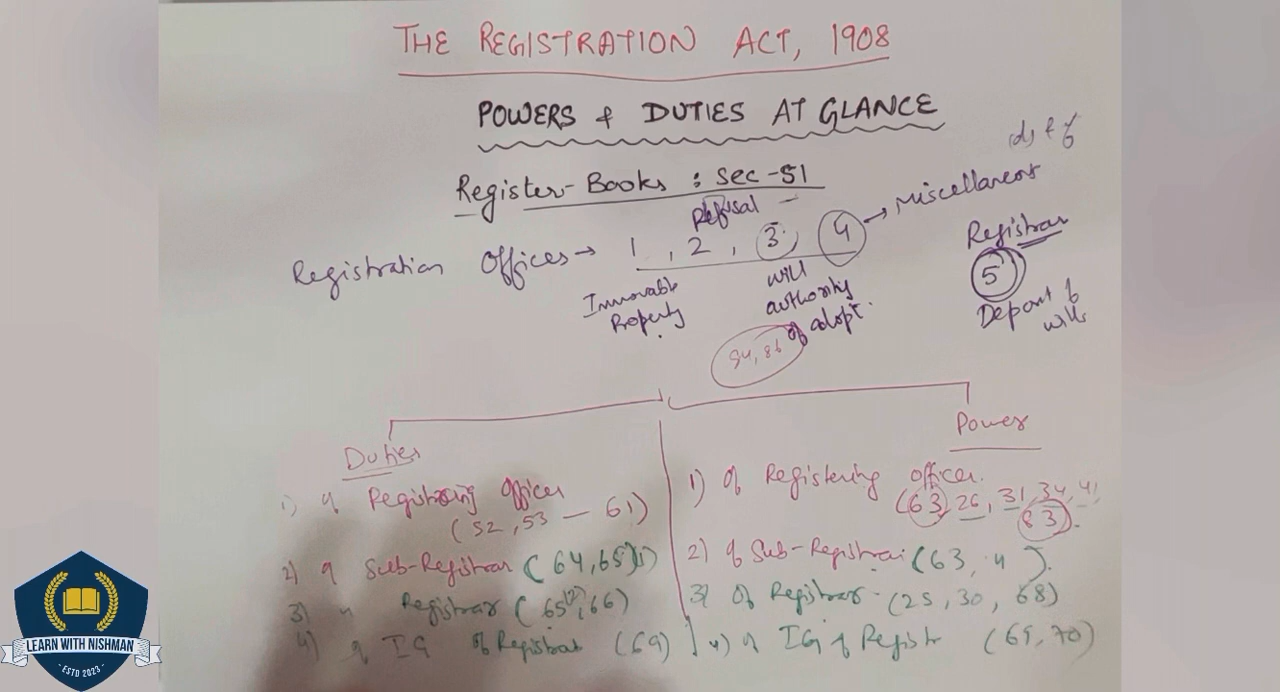 THE REGISTRATION ACT, 1908
POWERS & DUTIES AT GLANCE
Register-Books : Sec-51
Refusal
Registration Offices → 1, 2, 3, 4 → Miscellaneous
Registrar
5
Immovable Property
will authority of adopt.
Deposit of wills
Duties
Power
1) of Registering Officer
(52, 53 — 61)
1) Of Registering officer.
(63, 26, 31, 34, 41
83).
2) of Sub-Registrar (64, 65(1))
2) of Sub-Registrar (63,
3) " Registrar (65(2), 66)
3) Of Registrar (25, 30, 68)
4) of IG of Registrar (69)
4) of IG of Registr (69, 70)
LEARN WITH NISHMAN
ESTD 2023